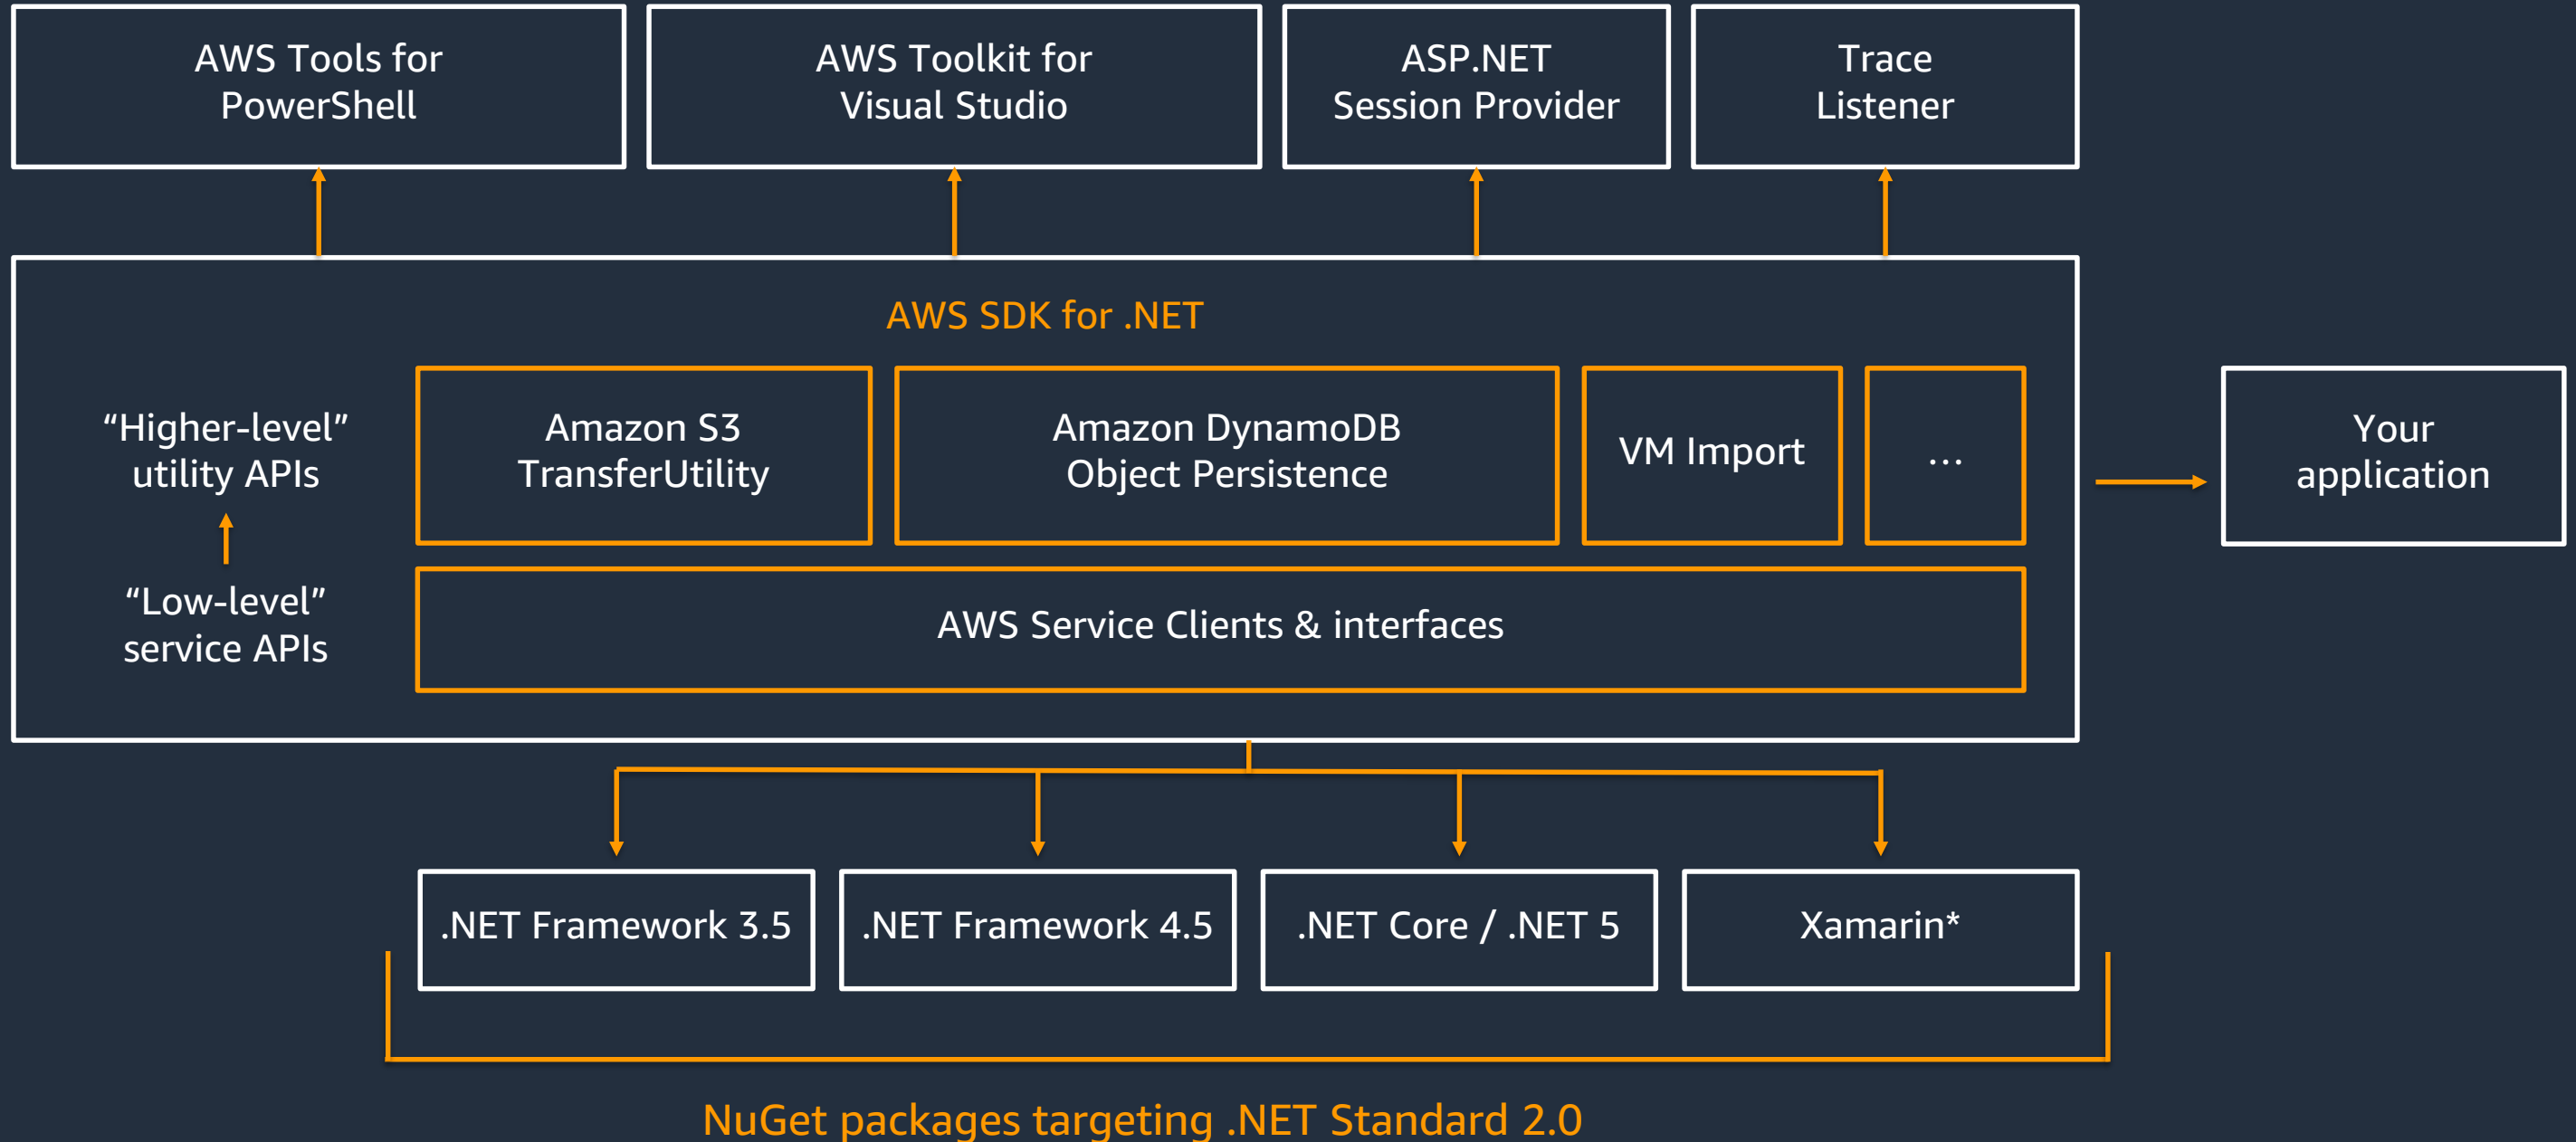 AWS Tools for
PowerShell
AWS Toolkit for
Visual Studio
ASP.NET
Session Provider
Trace
Listener
AWS SDK for .NET
“Higher-level”
utility APIs
Amazon S3
TransferUtility
Amazon DynamoDB
Object Persistence
VM Import
...
Your
application
“Low-level”
service APIs
AWS Service Clients & interfaces
.NET Framework 3.5
.NET Framework 4.5
.NET Core / .NET 5
Xamarin*
NuGet packages targeting .NET Standard 2.0